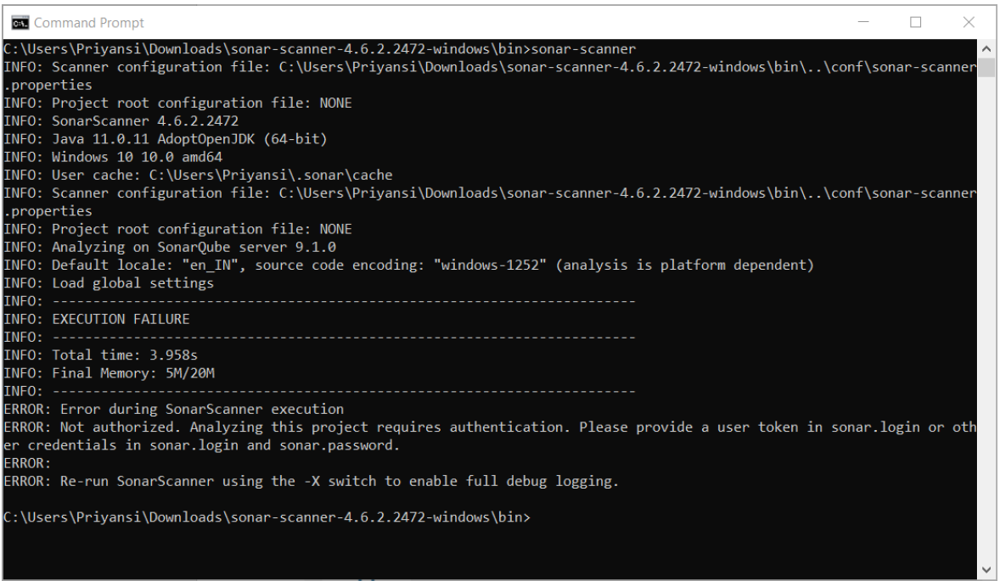 Command Prompt
C:\Users\Priyansi\Downloads\sonar-scanner-4.6.2.2472-windows\bin>sonar-scanner
INFO: Scanner configuration file: C:\Users\Priyansi\Downloads\sonar-scanner-4.6.2.2472-windows\bin\..\conf\sonar-scanner
.properties
INFO: Project root configuration file: NONE
INFO: SonarScanner 4.6.2.2472
INFO: Java 11.0.11 AdoptOpenJDK (64-bit)
INFO: Windows 10 10.0 amd64
INFO: User cache: C:\Users\Priyansi\.sonar\cache
INFO: Scanner configuration file: C:\Users\Priyansi\Downloads\sonar-scanner-4.6.2.2472-windows\bin\..\conf\sonar-scanner
.properties
INFO: Project root configuration file: NONE
INFO: Analyzing on SonarQube server 9.1.0
INFO: Default locale: "en_IN", source code encoding: "windows-1252" (analysis is platform dependent)
INFO: Load global settings
INFO: ------------------------------------------------------------------------
INFO: EXECUTION FAILURE
INFO: ------------------------------------------------------------------------
INFO: Total time: 3.958s
INFO: Final Memory: 5M/20M
INFO: ------------------------------------------------------------------------
ERROR: Error during SonarScanner execution
ERROR: Not authorized. Analyzing this project requires authentication. Please provide a user token in sonar.login or oth
er credentials in sonar.login and sonar.password.
ERROR:
ERROR: Re-run SonarScanner using the -X switch to enable full debug logging.
C:\Users\Priyansi\Downloads\sonar-scanner-4.6.2.2472-windows\bin>